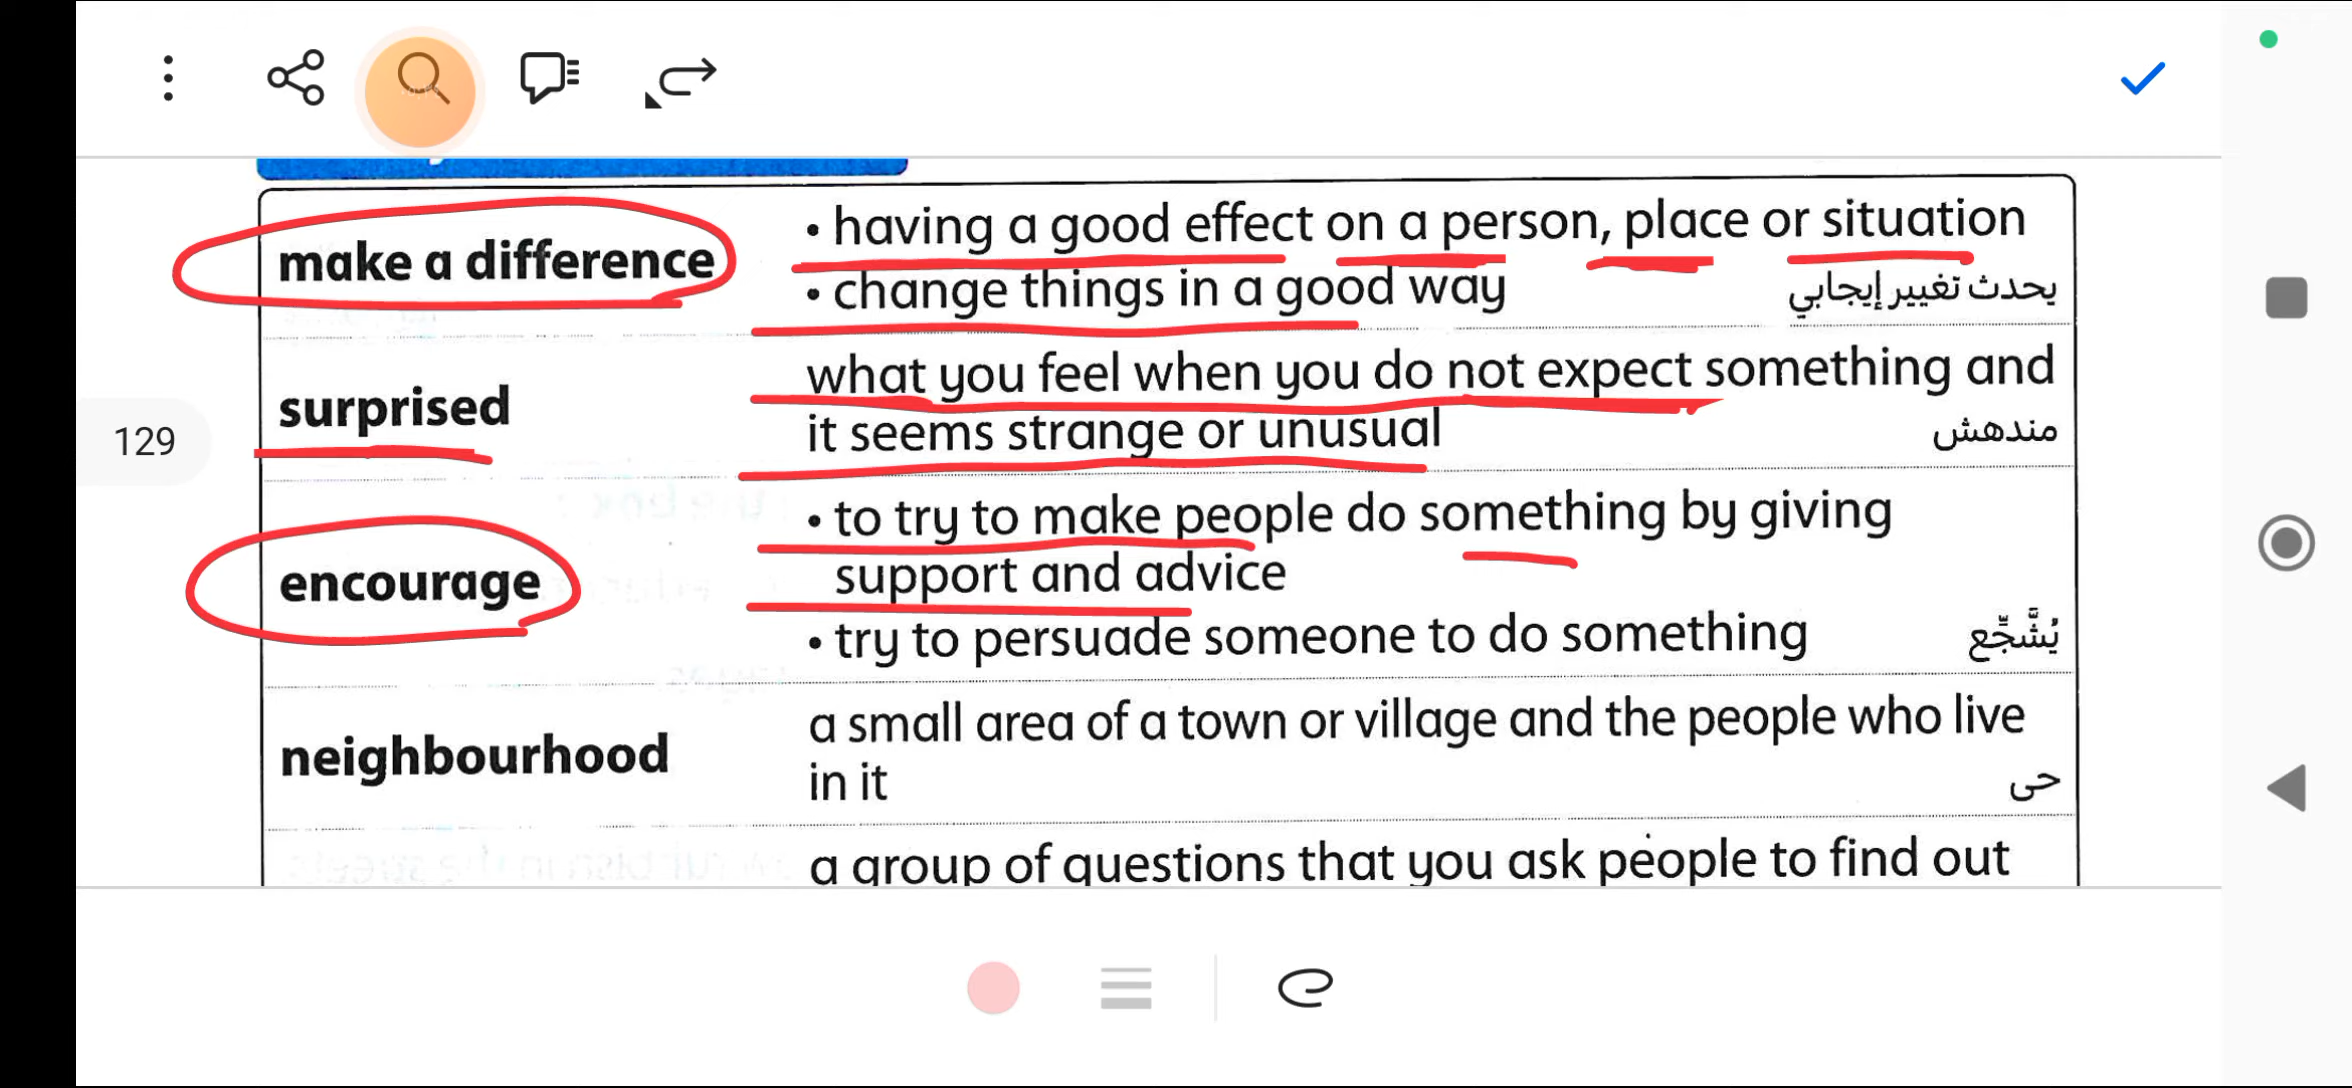 make a difference
• having a good effect on a person, place or situation
• change things in a good way يحدث تغيير إيجابي
surprised
what you feel when you do not expect something and
it seems strange or unusual مندهش
129
encourage
• to try to make people do something by giving
support and advice
• try to persuade someone to do something يُشَّجِّع
neighbourhood
a small area of a town or village and the people who live
in it حى
a group of questions that you ask people to find out